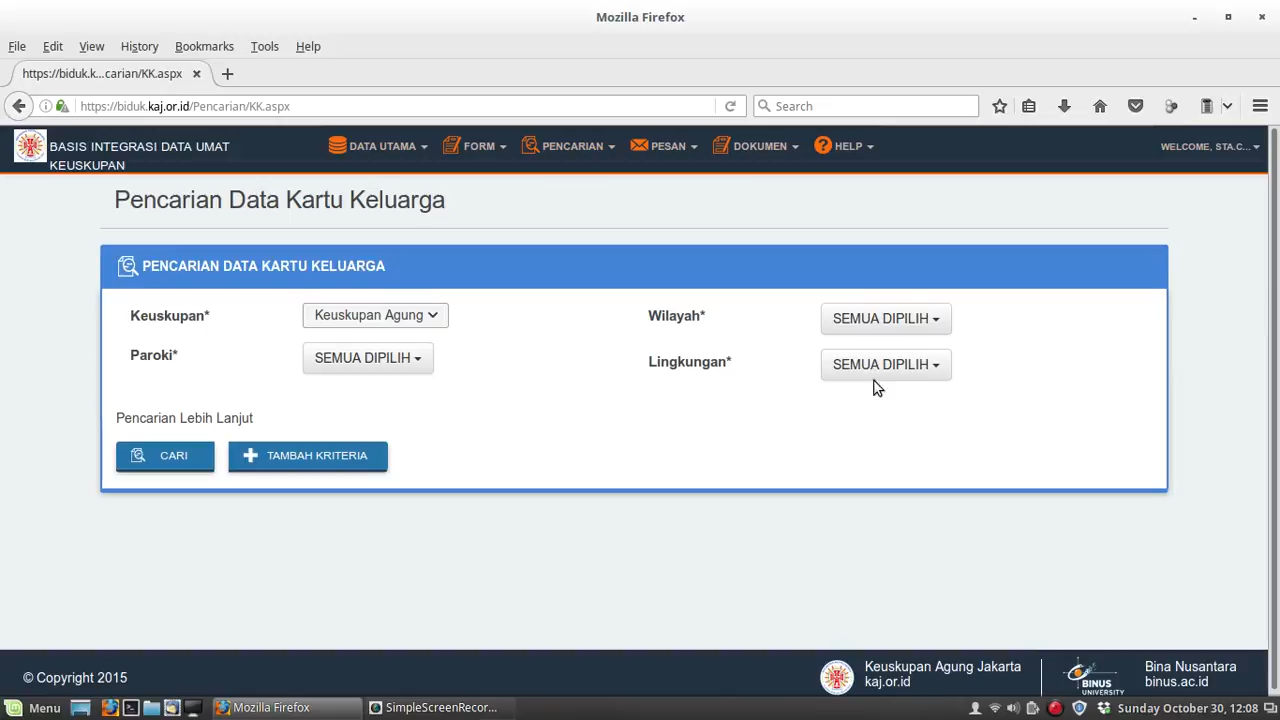 Mozilla Firefox
File Edit View History Bookmarks Tools Help
https://biduk.k...carian/KK.aspx
https://biduk.kaj.or.id/Pencarian/KK.aspx
Search
BASIS INTEGRASI DATA UMAT
KEUSKUPAN
DATA UTAMA FORM PENCARIAN PESAN DOKUMEN HELP
WELCOME, STA.C...
Pencarian Data Kartu Keluarga
PENCARIAN DATA KARTU KELUARGA
Keuskupan* Keuskupan Agung
Wilayah* SEMUA DIPILIH
Paroki* SEMUA DIPILIH
Lingkungan* SEMUA DIPILIH
Pencarian Lebih Lanjut
CARI TAMBAH KRITERIA
© Copyright 2015
Keuskupan Agung Jakarta
kaj.or.id
BINUS
UNIVERSITY
Bina Nusantara
binus.ac.id
Menu Mozilla Firefox SimpleScreenRecor... Sunday October 30, 12:08